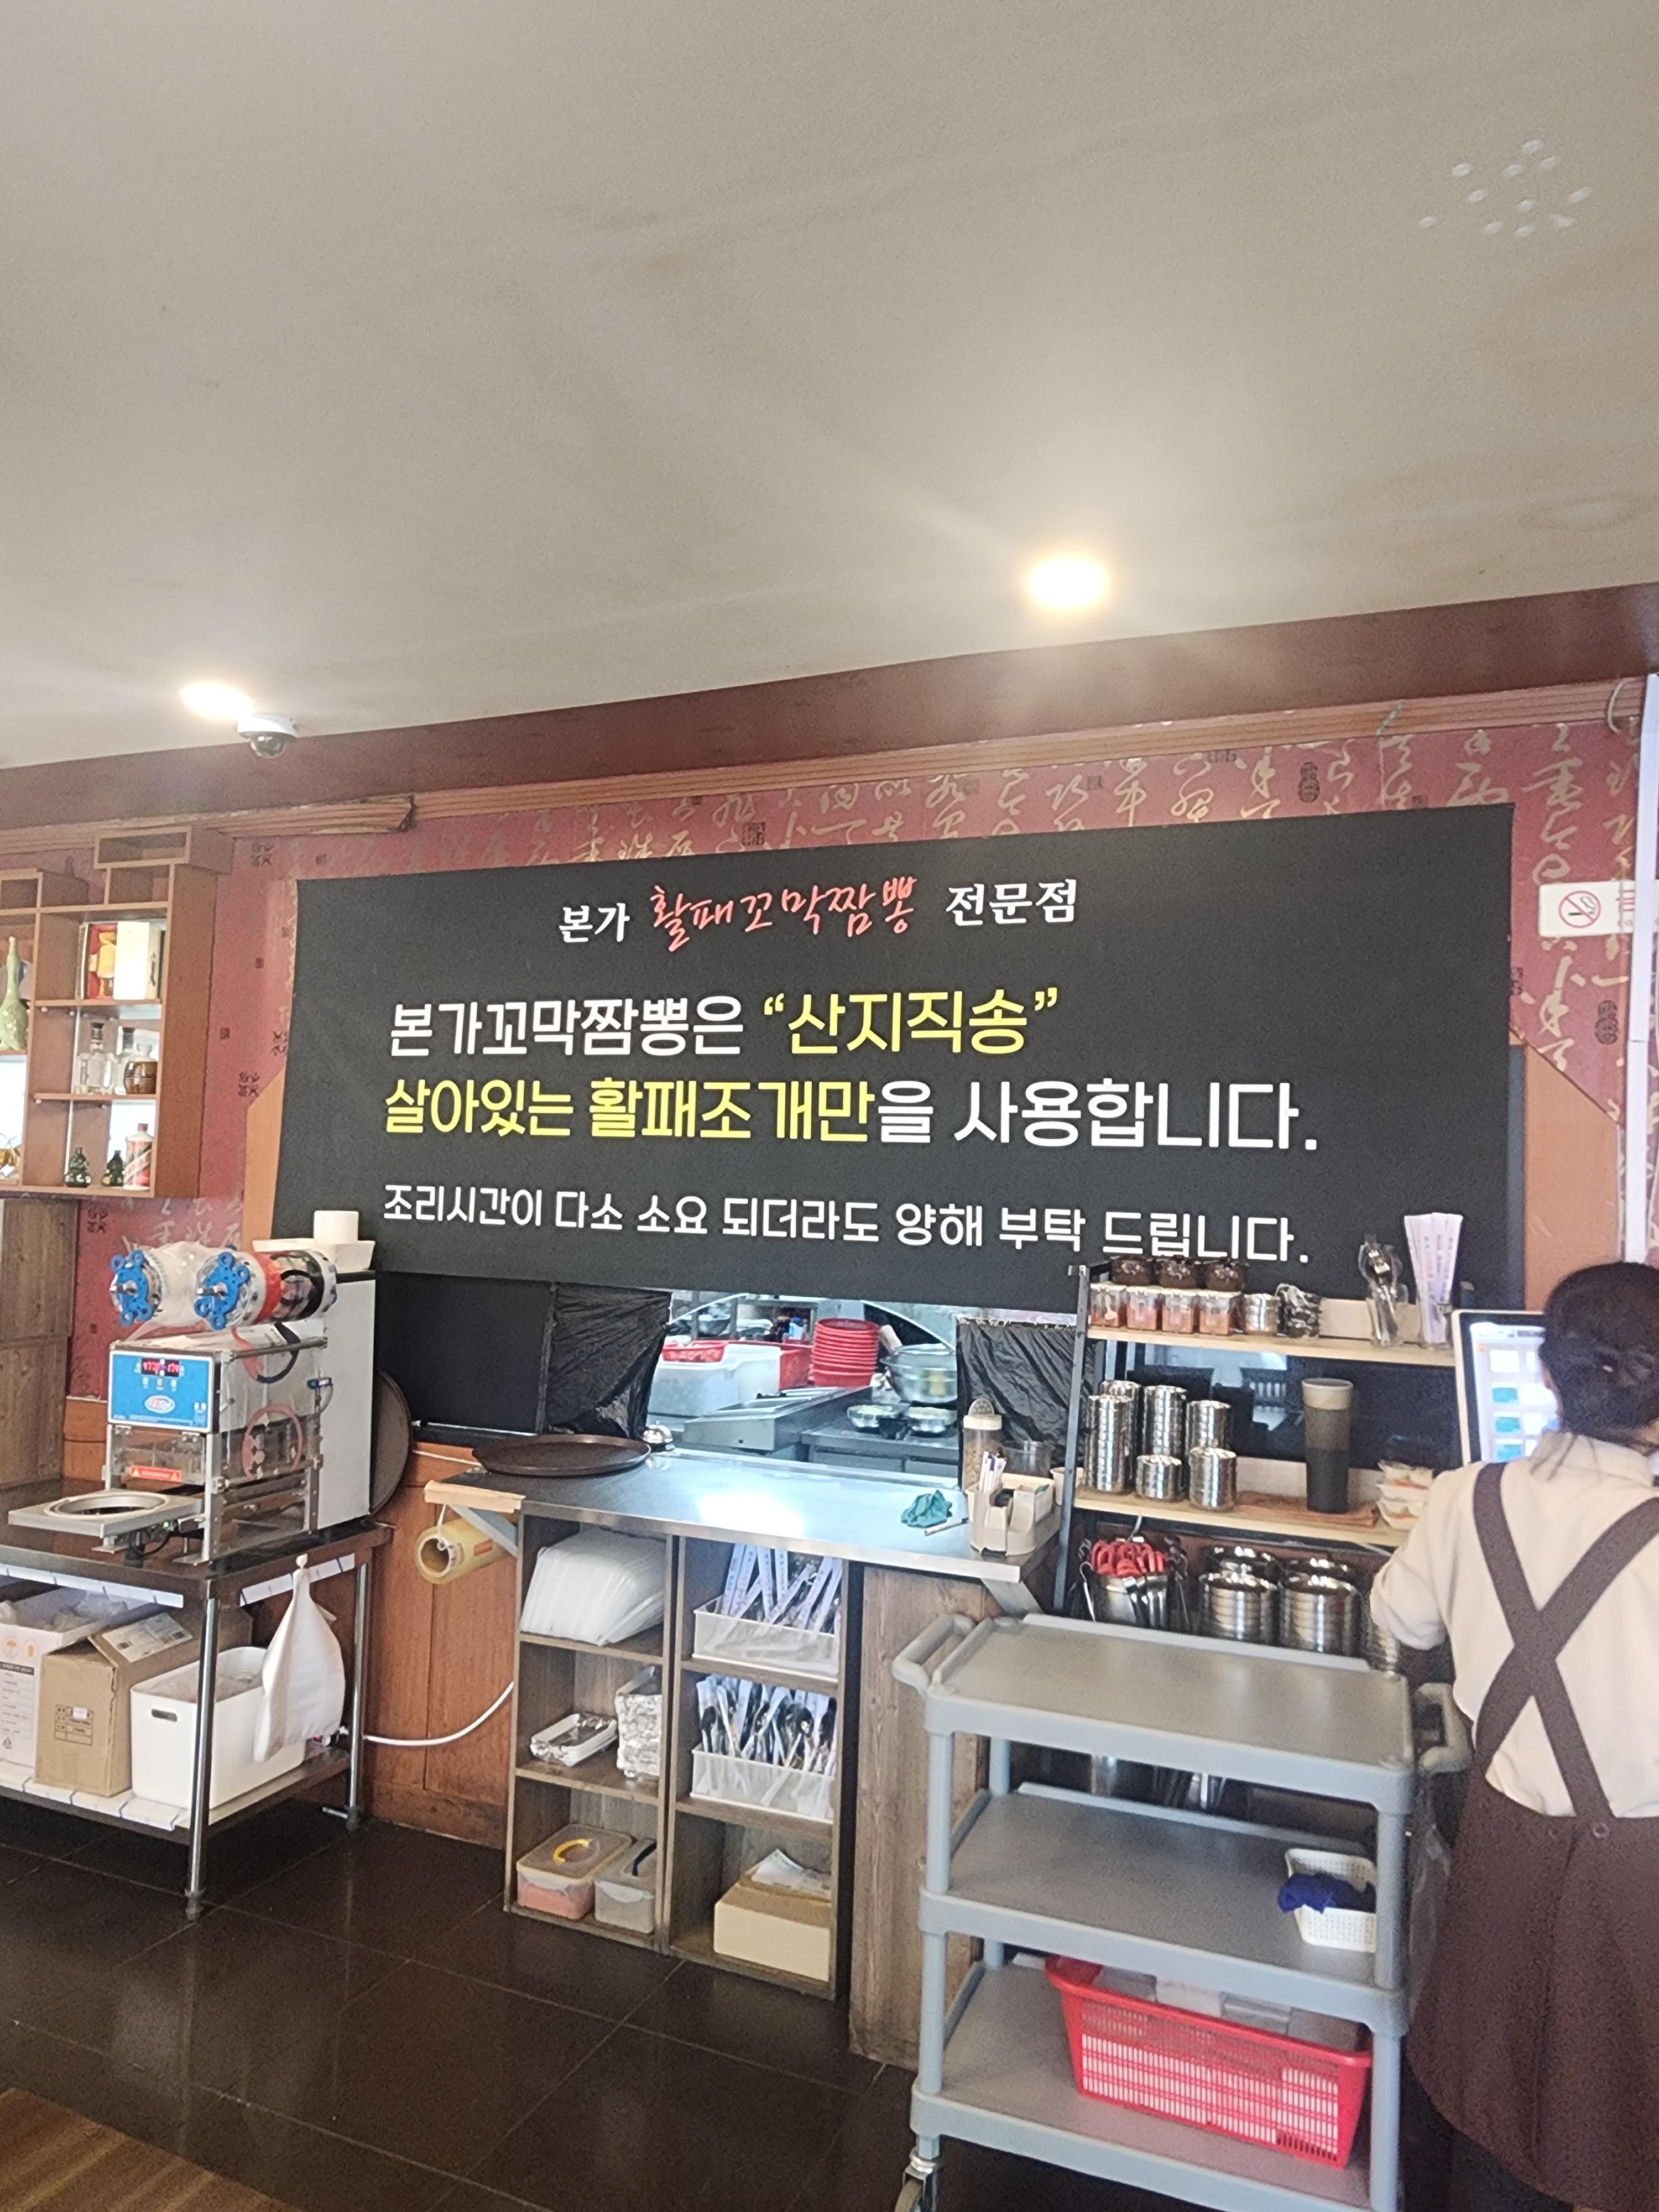 본가 활패꼬막짬뽕 전문점
본가꼬막짬뽕은 “산지직송”
살아있는 활패조개만을 사용합니다.
조리시간이 다소 소요 되더라도 양해 부탁 드립니다.